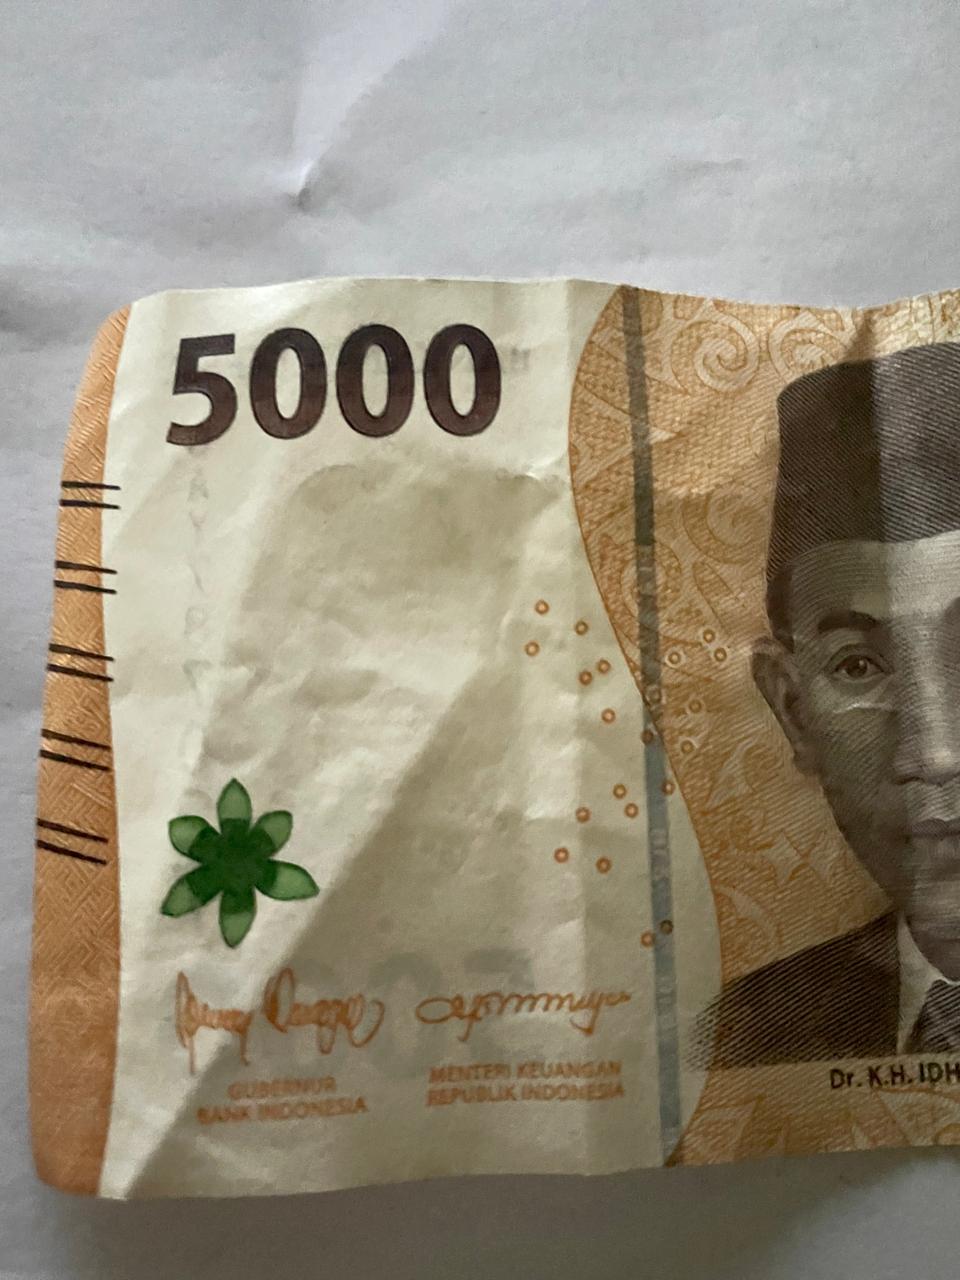 5000
GUBERNUR
BANK INDONESIA
MENTERI KEUANGAN
REPUBLIK INDONESIA
Dr. K.H. IDH